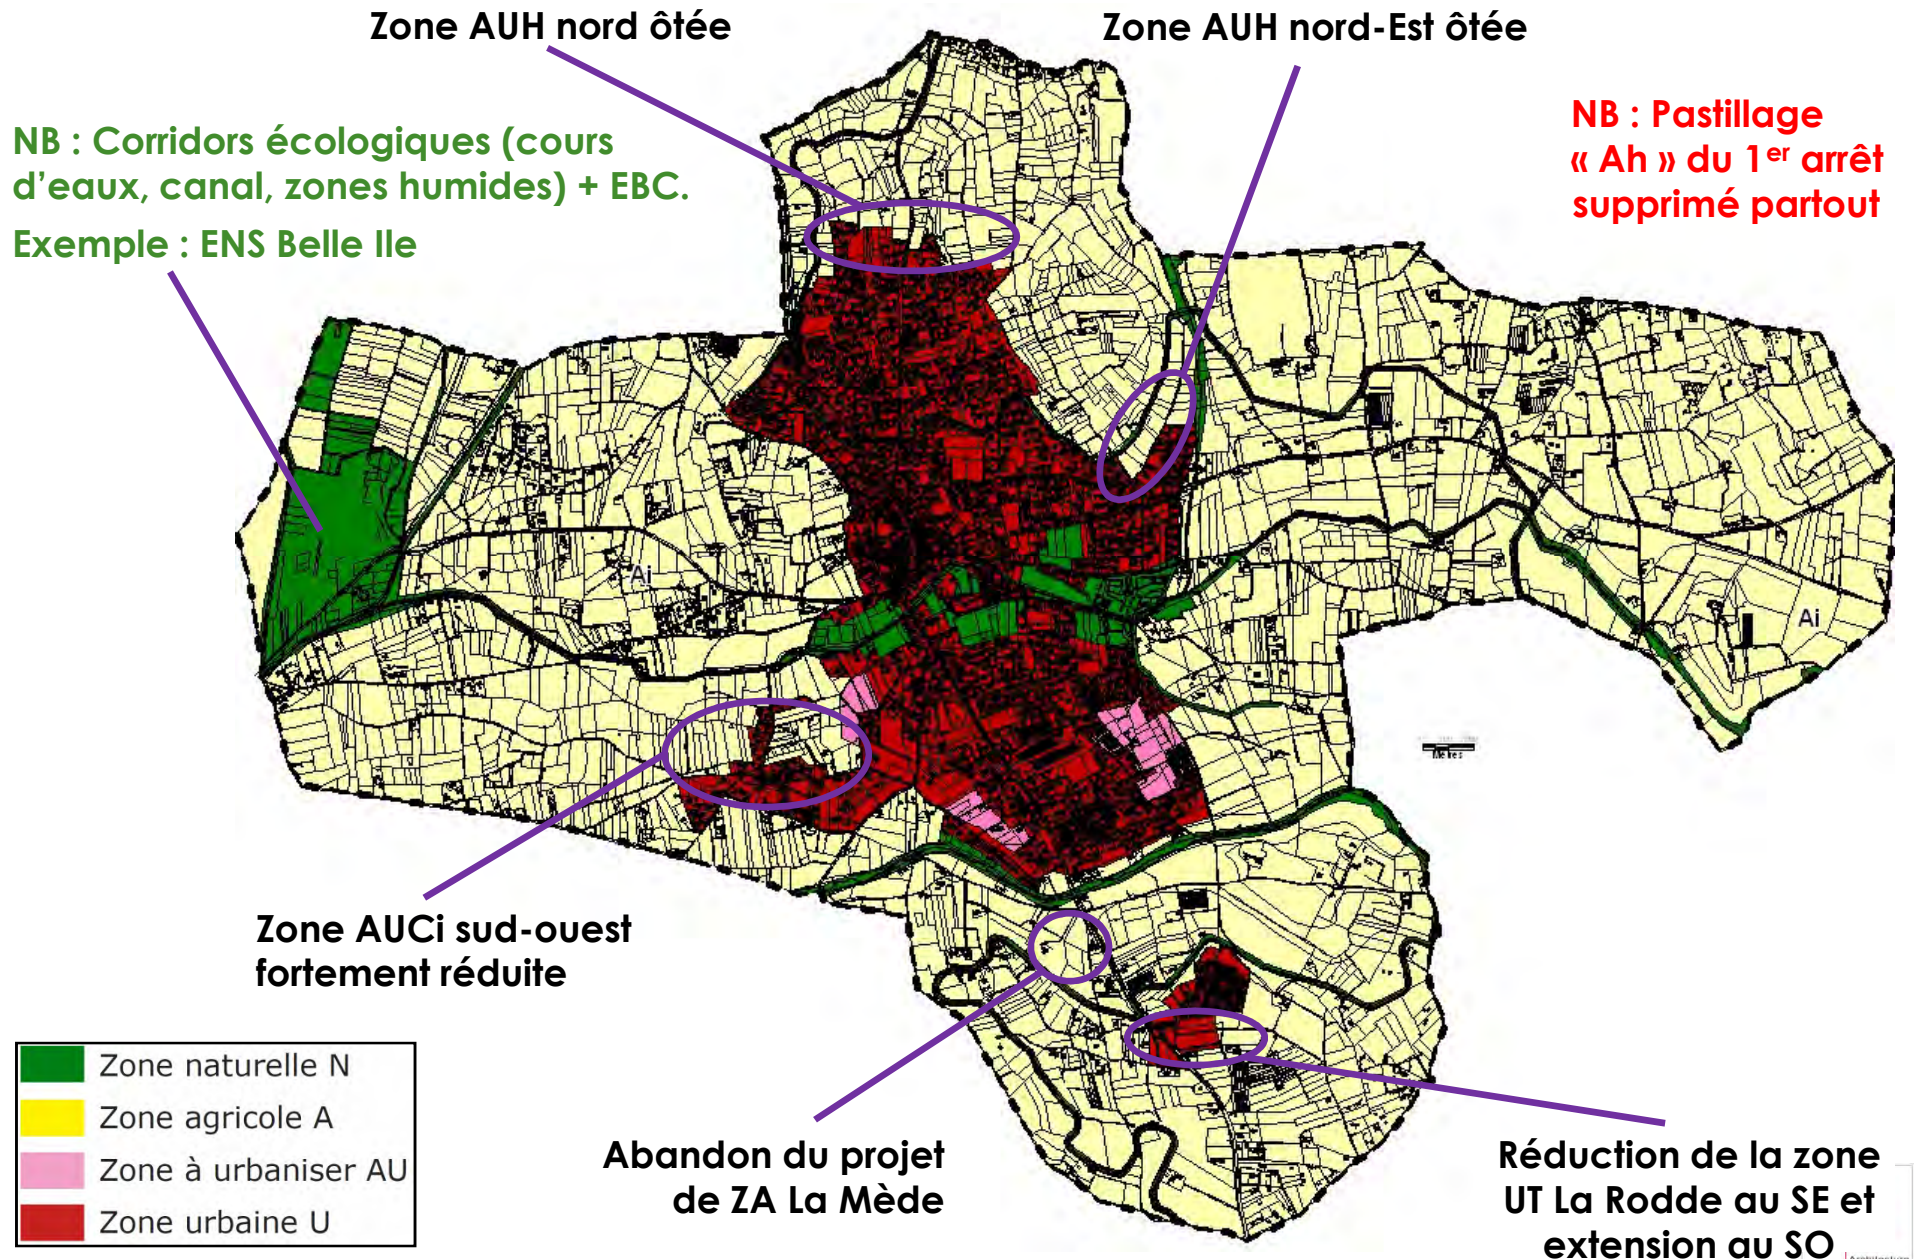 Zone AUH nord ôtée
Zone AUH nord-Est ôtée
NB : Corridors écologiques (cours
d'eaux, canal, zones humides) + EBC.
Exemple : ENS Belle Ile
NB : Pastillage
« Ah » du 1er arrêt
supprimé partout
Ai
Ai
Mètres
Zone AUCi sud-ouest
fortement réduite
Abandon du projet
de ZA La Mède
Réduction de la zone
UT La Rodde au SE et
extension au SO
Zone naturelle N
Zone agricole A
Zone à urbaniser AU
Zone urbaine U